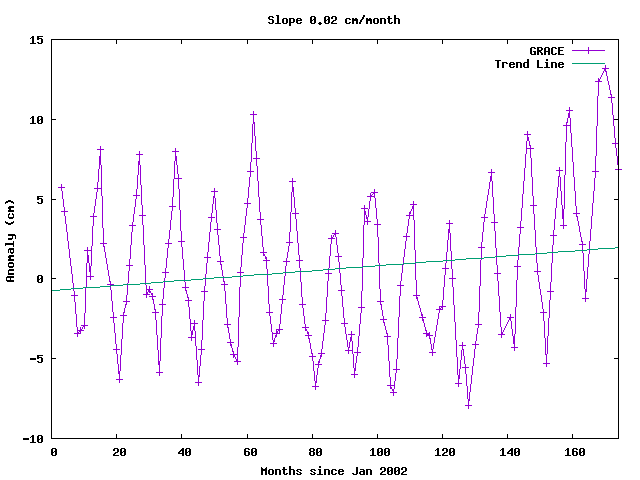 Slope 0.02 cm/month
GRACE
Trend Line
Anomaly (cm)
15
10
5
0
-5
-10
0 20 40 60 80 100 120 140 160
Months since Jan 2002